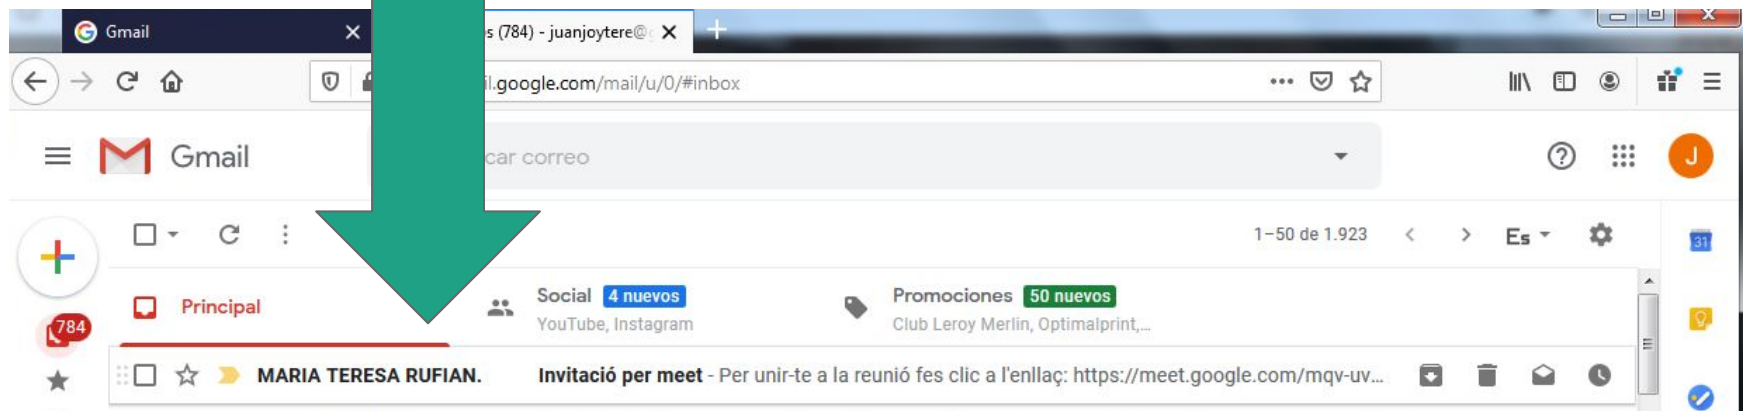 Gmail
s (784) - juanjoytere@
il.google.com/mail/u/0/#inbox
Gmail
car correo
J
1–50 de 1.923
Es
31
Principal
Social 4 nuevos
YouTube, Instagram
Promociones 50 nuevos
Club Leroy Merlin, Optimalprint,...
784
MARIA TERESA RUFIAN.
Invitació per meet - Per unir-te a la reunió fes clic a l'enllaç: https://meet.google.com/mqv-uv...